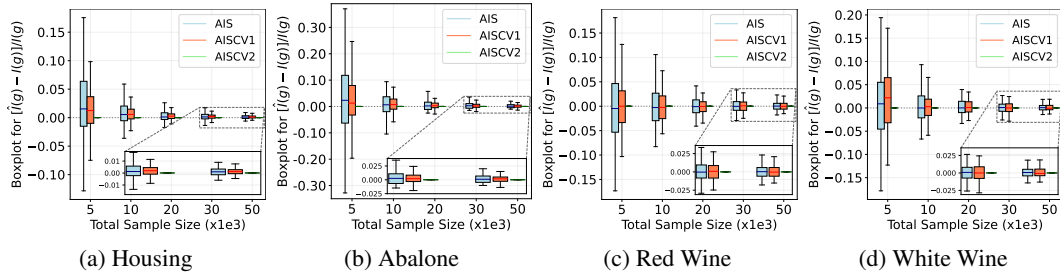 Boxplot for [Î(g) − I(g)]/I(g)
0.15
0.10
0.05
0.00
−0.05
−0.10
AIS
AISCV1
AISCV2
0.01
0.00
−0.01
5 10 20 30 50
Total Sample Size (x1e3)
(a) Housing
Boxplot for [Î(g) − I(g)]/I(g)
0.30
0.20
0.10
0.00
−0.10
−0.20
−0.30
AIS
AISCV1
AISCV2
0.025
0.000
−0.025
5 10 20 30 50
Total Sample Size (x1e3)
(b) Abalone
Boxplot for [Î(g) − I(g)]/I(g)
0.15
0.10
0.05
0.00
−0.05
−0.10
−0.15
AIS
AISCV1
AISCV2
0.025
0.000
−0.025
5 10 20 30 50
Total Sample Size (x1e3)
(c) Red Wine
Boxplot for [Î(g) − I(g)]/I(g)
0.20
0.15
0.10
0.05
0.00
−0.05
−0.10
−0.15
AIS
AISCV1
AISCV2
0.025
0.000
−0.025
5 10 20 30 50
Total Sample Size (x1e3)
(d) White Wine